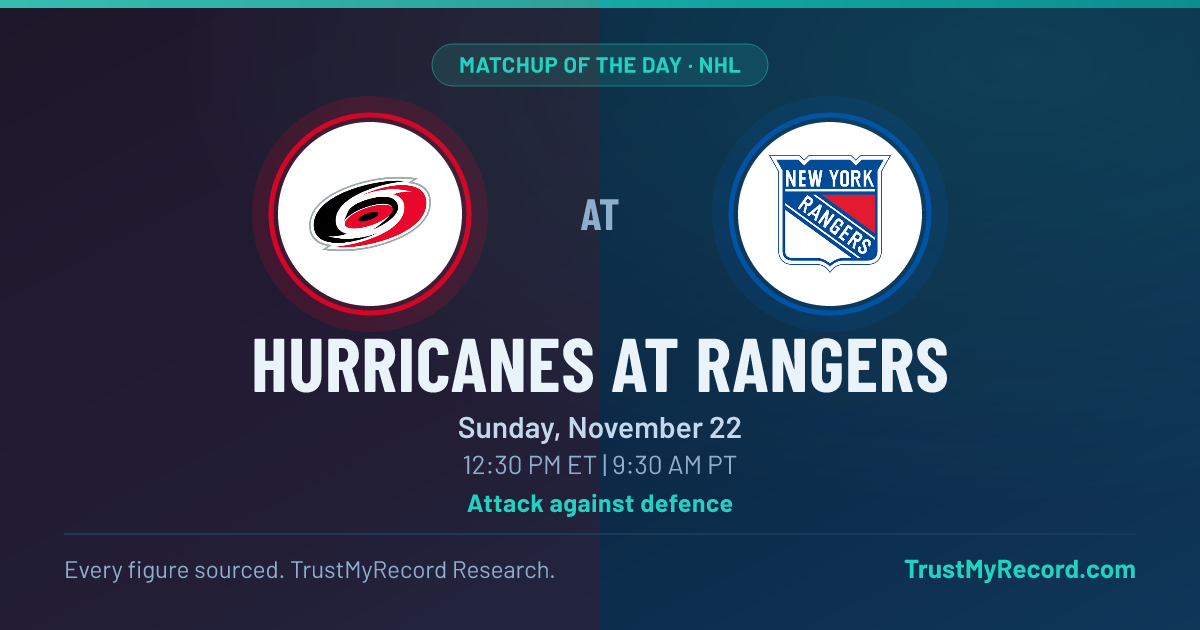 MATCHUP OF THE DAY · NHL
NEW YORK
RANGERS
AT
HURRICANES AT RANGERS
Sunday, November 22
12:30 PM ET | 9:30 AM PT
Attack against defence
Every figure sourced. TrustMyRecord Research.
TrustMyRecord.com